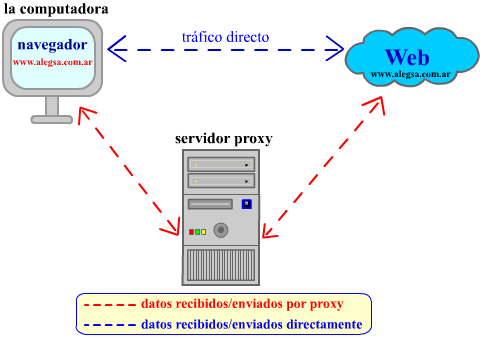 la computadora
navegador
www.alegsa.com.ar
tráfico directo
Web
www.alegsa.com.ar
servidor proxy
datos recibidos/enviados por proxy
datos recibidos/enviados directamente